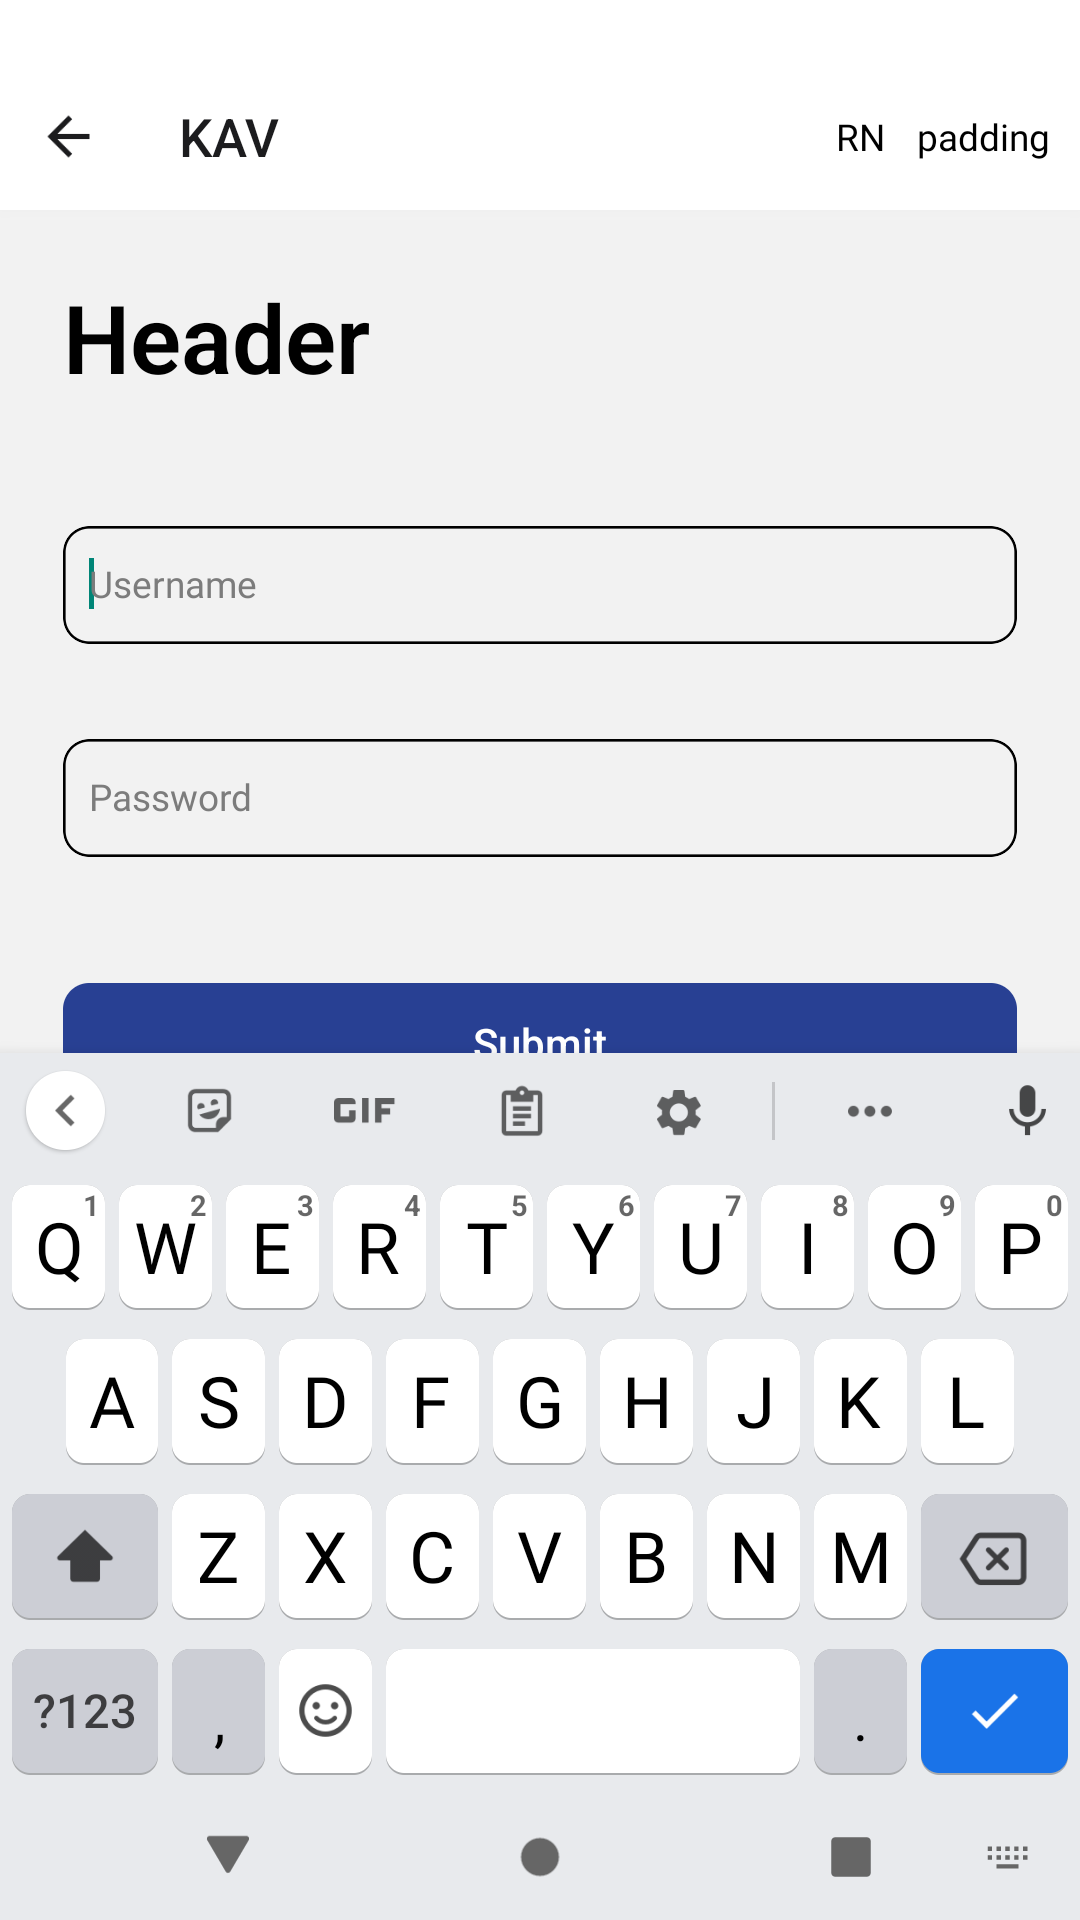 KAV RN padding
Header
Username
Password
Submit
GIF
Q1 W2 E3 R4 T5 Y6 U7 I8 O9 P0
A S D F G H J K L
Z X C V B N M
?123 , .